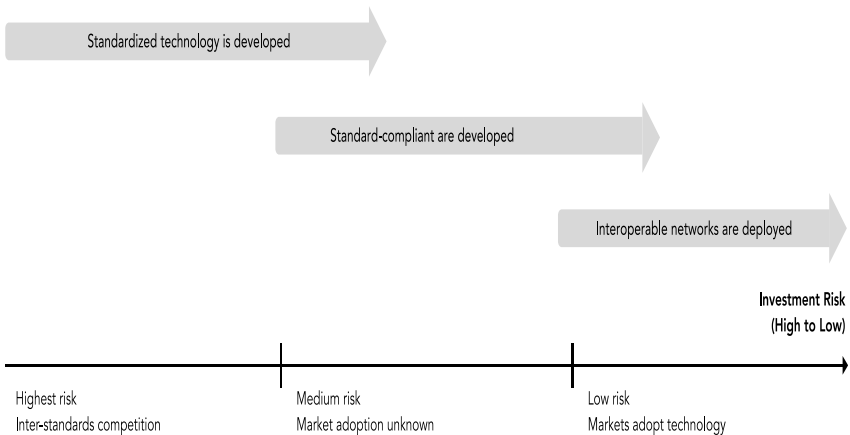 Standardized technology is developed
Standard-compliant are developed
Interoperable networks are deployed
Investment Risk
(High to Low)
Highest risk
Inter-standards competition
Medium risk
Market adoption unknown
Low risk
Markets adopt technology